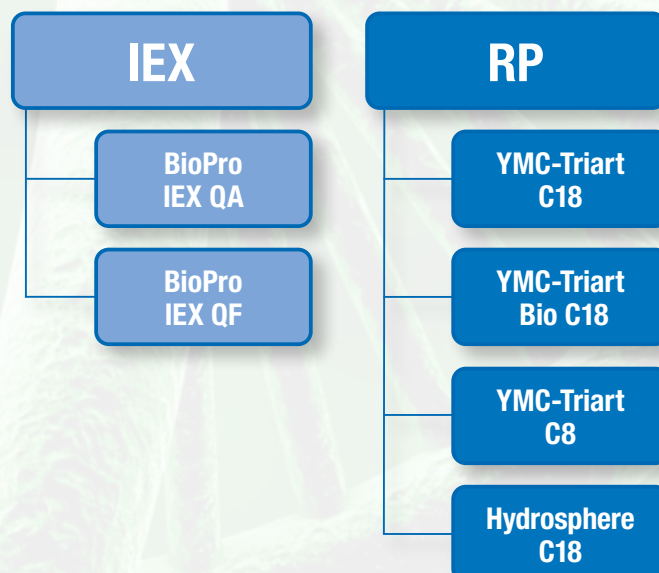 IEX
BioPro
IEX QA
BioPro
IEX QF
RP
YMC-Triart
C18
YMC-Triart
Bio C18
YMC-Triart
C8
Hydrosphere
C18